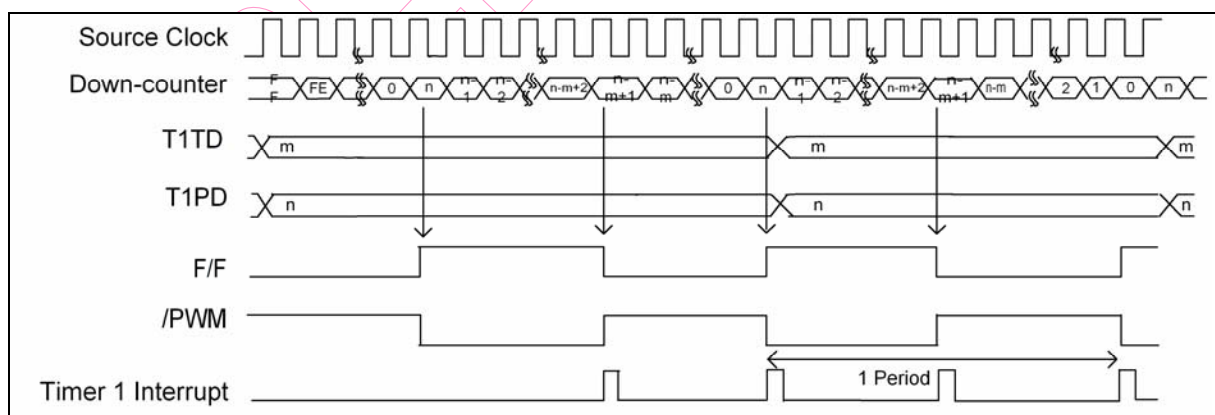 Source Clock
Down-counter F F FE 0 n n-1 n-2 n-m+2 n-m+1 n-m 0 n n-1 n-2 n-m+2 n-m+1 n-m 2 1 0 n
T1TD m m m
T1PD n n n
F/F
/PWM
1 Period
Timer 1 Interrupt